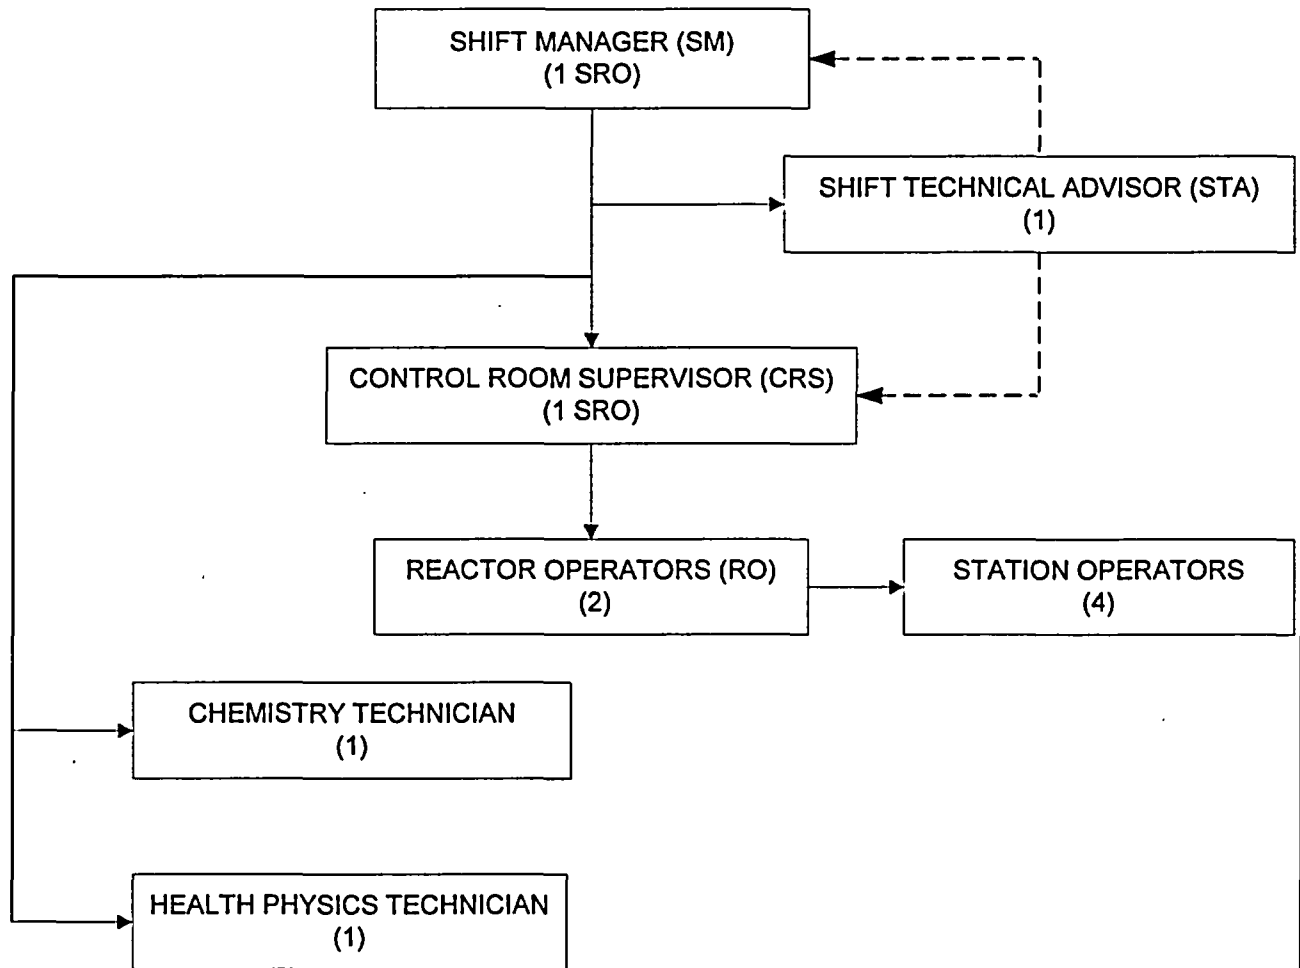 SHIFT MANAGER (SM)
(1 SRO)
SHIFT TECHNICAL ADVISOR (STA)
(1)
CONTROL ROOM SUPERVISOR (CRS)
(1 SRO)
REACTOR OPERATORS (RO)
(2)
STATION OPERATORS
(4)
CHEMISTRY TECHNICIAN
(1)
HEALTH PHYSICS TECHNICIAN
(1)